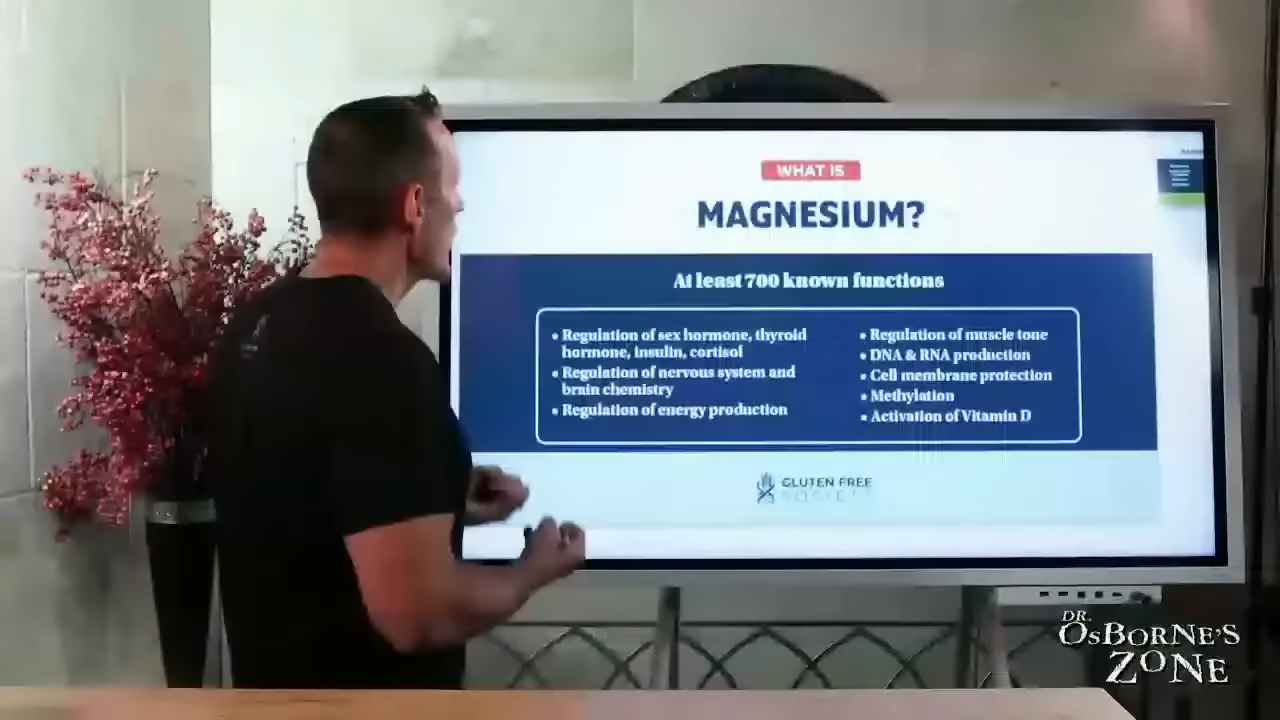 WHAT IS
MAGNESIUM?
At least 700 known functions
• Regulation of sex hormone, thyroid
hormone, insulin, cortisol
• Regulation of nervous system and
brain chemistry
• Regulation of energy production
• Regulation of muscle tone
• DNA & RNA production
• Cell membrane protection
• Methylation
• Activation of Vitamin D
GLUTEN FREE
SOCIETY
DR.
OSBORNE'S
ZONE